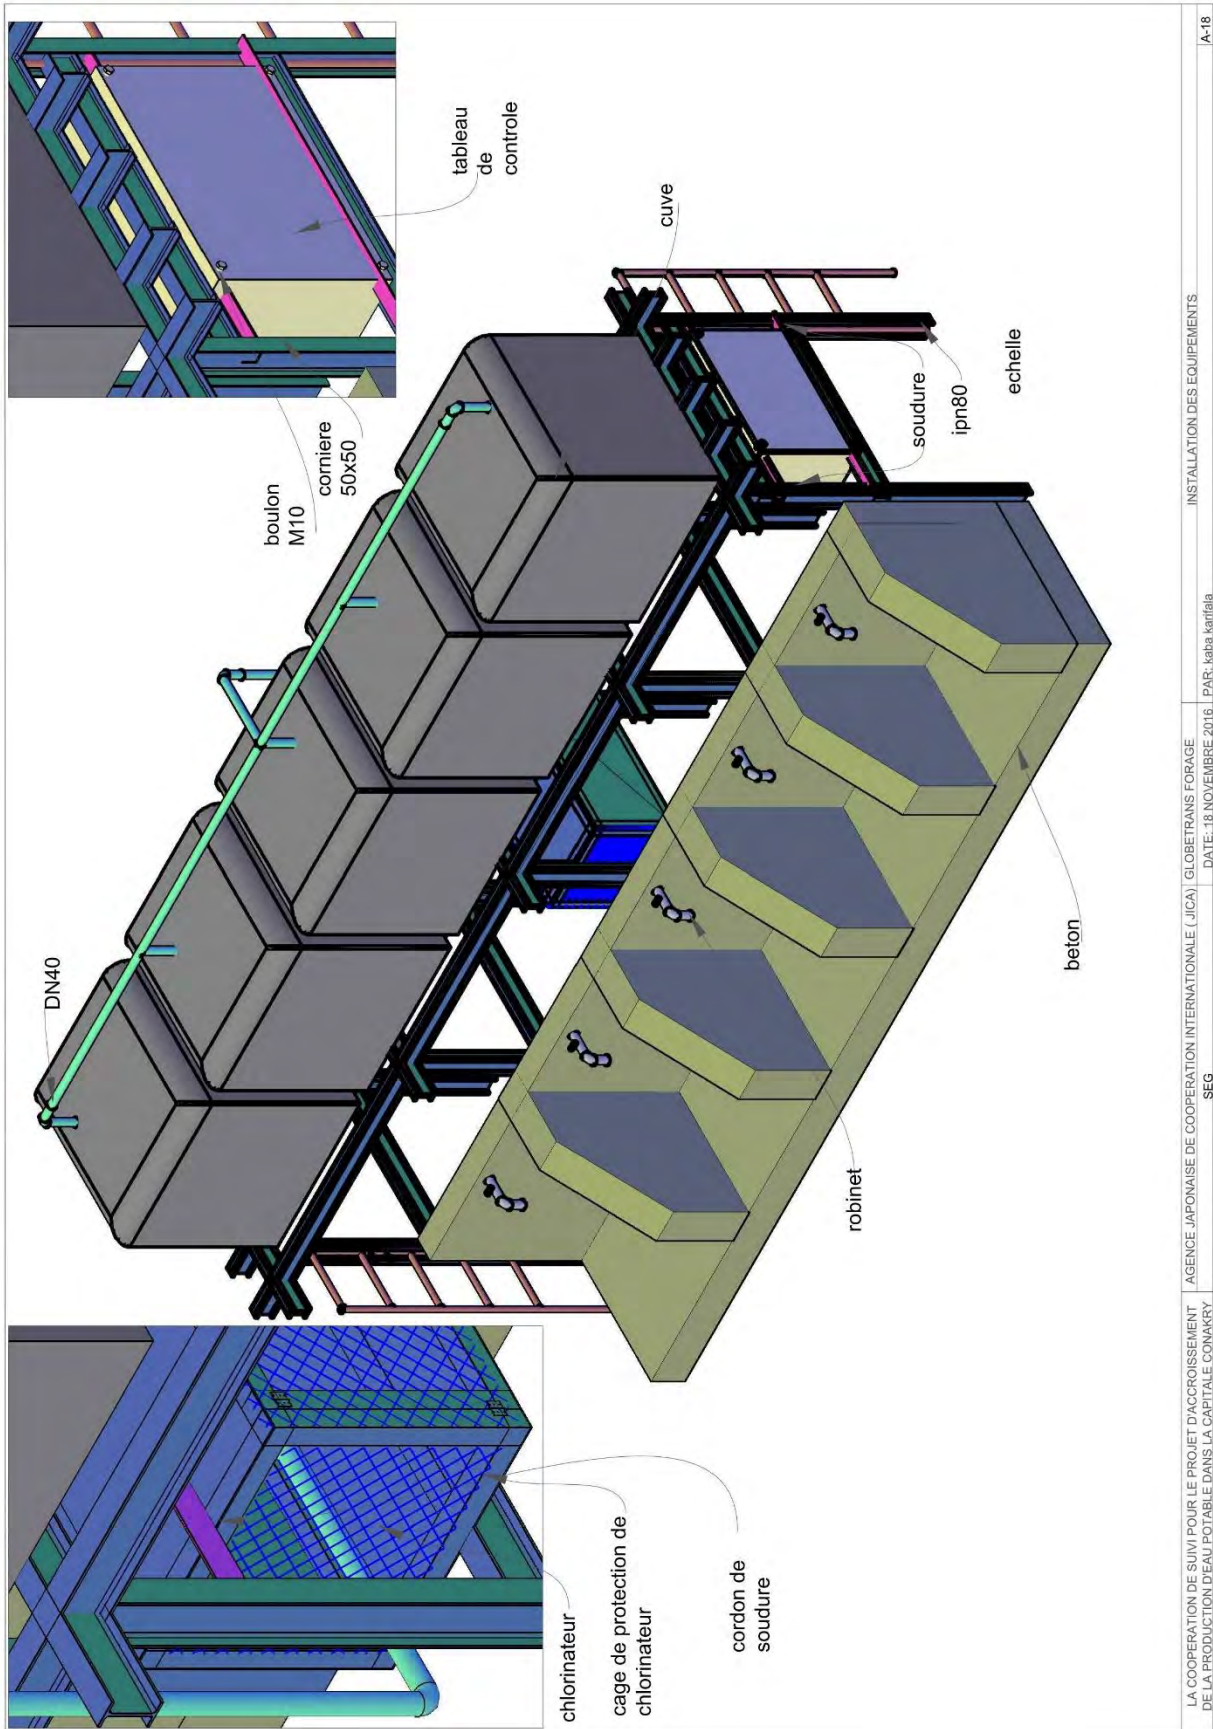 DN40
boulon
M10
corniere
50x50
tableau
de
controle
cuve
soudure
ipn80
echelle
chlorinateur
cage de protection de
chlorinateur
cordon de
soudure
robinet
beton
LA COOPERATION DE SUIVI POUR LE PROJET D'ACCROISSEMENT
DE LA PRODUCTION D'EAU POTABLE DANS LA CAPITALE CONAKRY
AGENCE JAPONAISE DE COOPERATION INTERNATIONALE ( JICA)
SEG
GLOBETRANS FORAGE
DATE: 18 NOVEMBRE 2016
PAR: kaba karifala
INSTALLATION DES EQUIPEMENTS
A-18